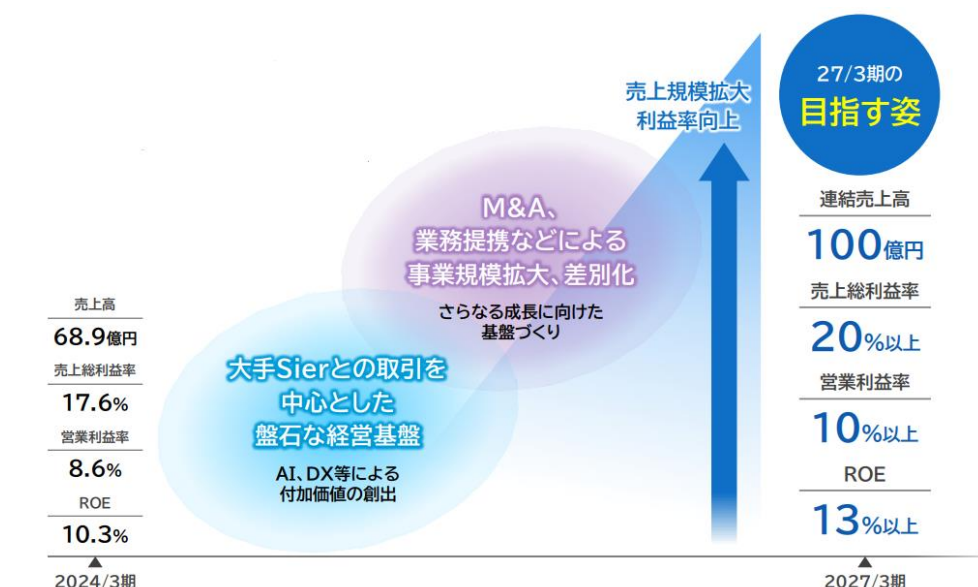 27/3期の
目指す姿
売上規模拡大
利益率向上
M&A、
業務提携などによる
事業規模拡大、差別化
さらなる成長に向けた
基盤づくり
大手Sierとの取引を
中心とした
盤石な経営基盤
AI、DX等による
付加価値の創出
売上高
68.9億円
売上総利益率
17.6%
営業利益率
8.6%
ROE
10.3%
2024/3期
連結売上高
100億円
売上総利益率
20%以上
営業利益率
10%以上
ROE
13%以上
2027/3期